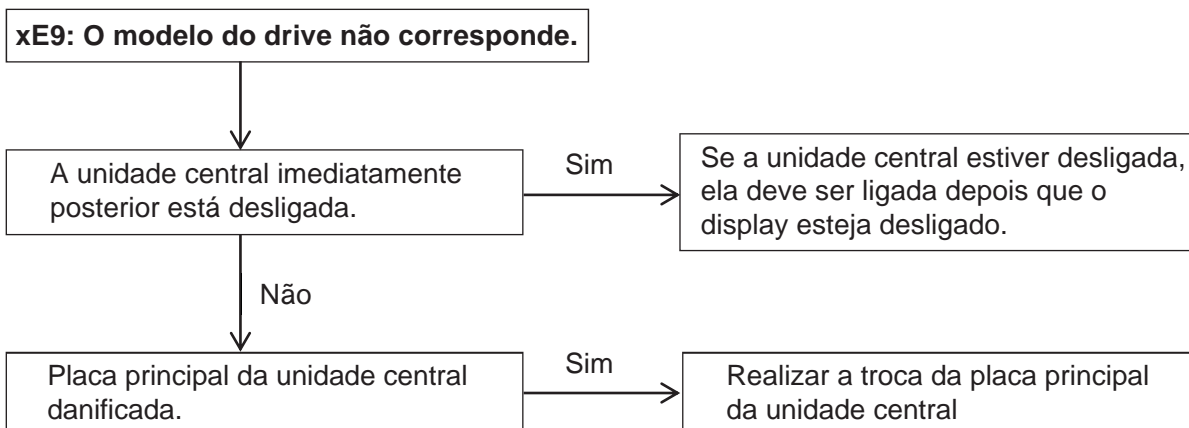 xE9: O modelo do drive não corresponde.
A unidade central imediatamente
posterior está desligada.
Sim
Se a unidade central estiver desligada,
ela deve ser ligada depois que o
display esteja desligado.
Não
Placa principal da unidade central
danificada.
Sim
Realizar a troca da placa principal
da unidade central